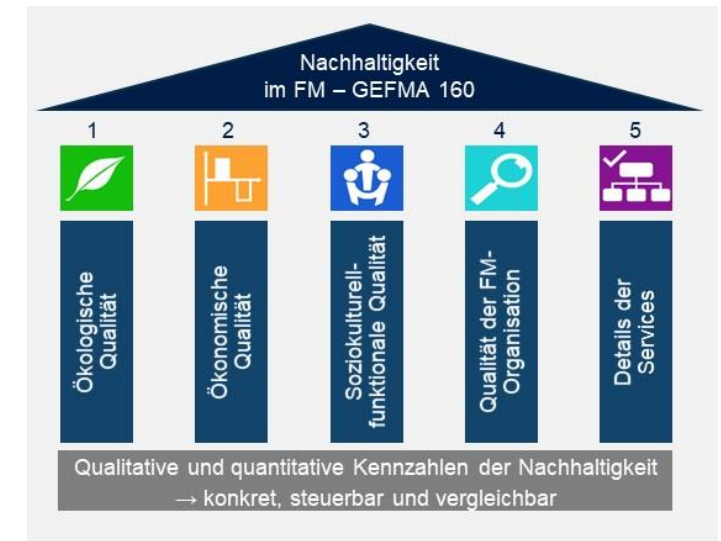 Nachhaltigkeit
im FM – GEFMA 160
1
2
3
4
5
Ökologische
Qualität
Ökonomische
Qualität
Soziokulturell-
funktionale Qualität
Qualität der FM-
Organisation
Details der
Services
Qualitative und quantitative Kennzahlen der Nachhaltigkeit
→ konkret, steuerbar und vergleichbar